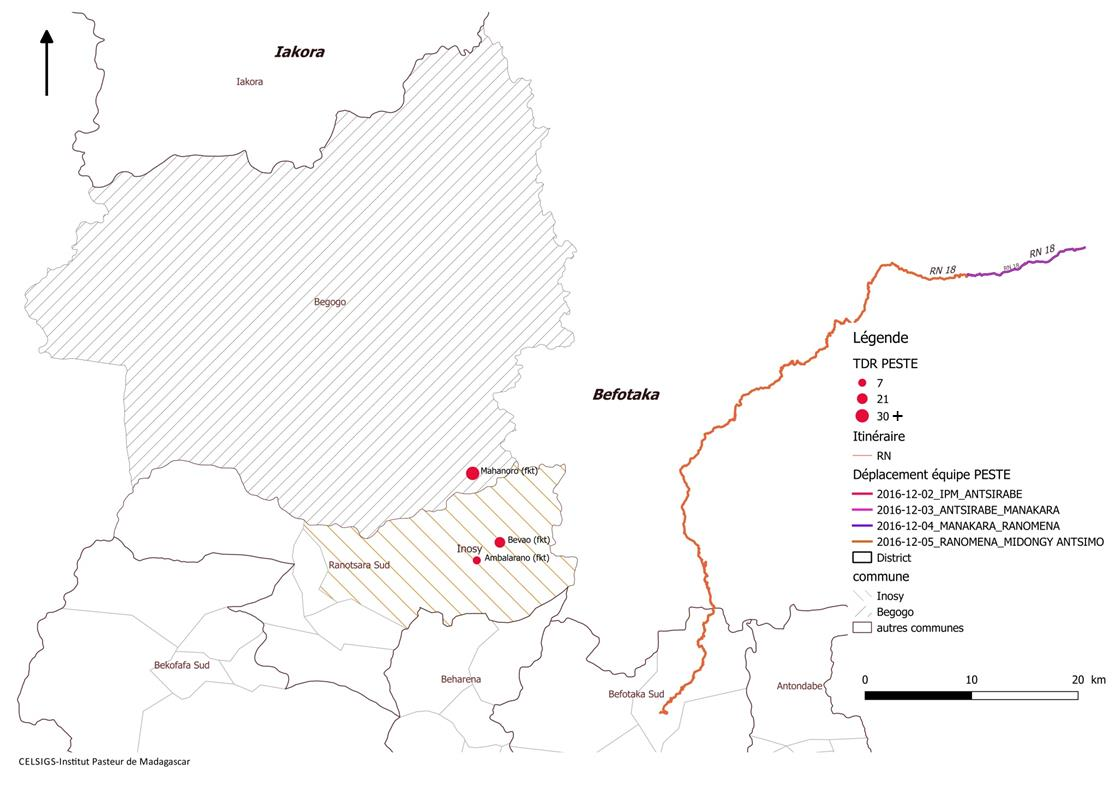 Iakora
Iakora
RN 18
RN 18
RN 18
Begogo
Befotaka
Légende
TDR PESTE
7
21
30 +
Itinéraire
RN
Déplacement équipe PESTE
2016-12-02_IPM_ANTSIRABE
2016-12-03_ANTSIRABE_MANAKARA
2016-12-04_MANAKARA_RANOMENA
2016-12-05_RANOMENA_MIDONGY ANTSIMO
District
commune
Inosy
Begogo
autres communes
Mahanoro (fkt)
Bevao (fkt)
Inosy
Ambalarano (fkt)
Ranotsara Sud
Bekofafa Sud
Beharena
Befotaka Sud
Antondabe
0 10 20 km
CELSIGS-Institut Pasteur de Madagascar